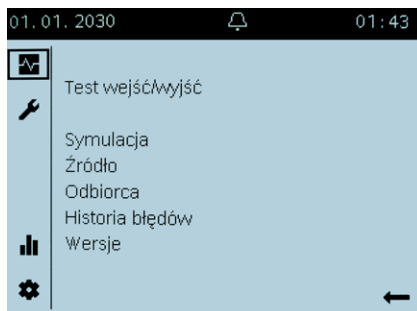 01.01.2030 01:43
Test wejść/wyjść
Symulacja
Źródło
Odbiorca
Historia błędów
Wersje